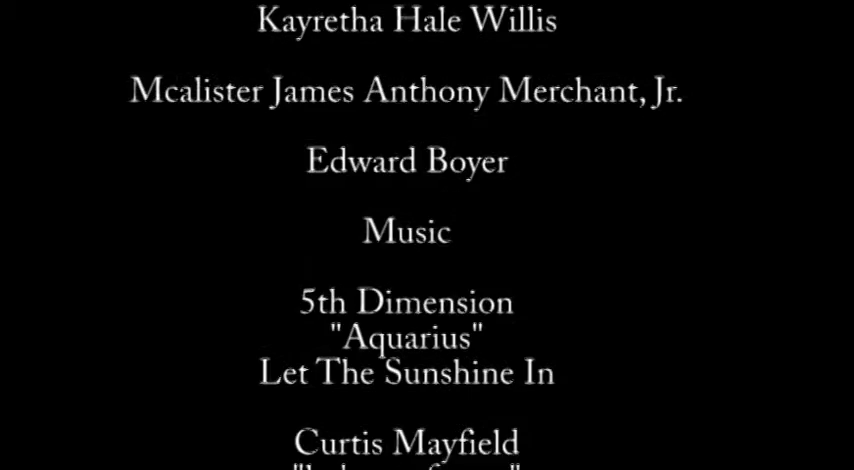 Kayretha Hale Willis
Mcalister James Anthony Merchant, Jr.
Edward Boyer
Music
5th Dimension
"Aquarius"
Let The Sunshine In
Curtis Mayfield